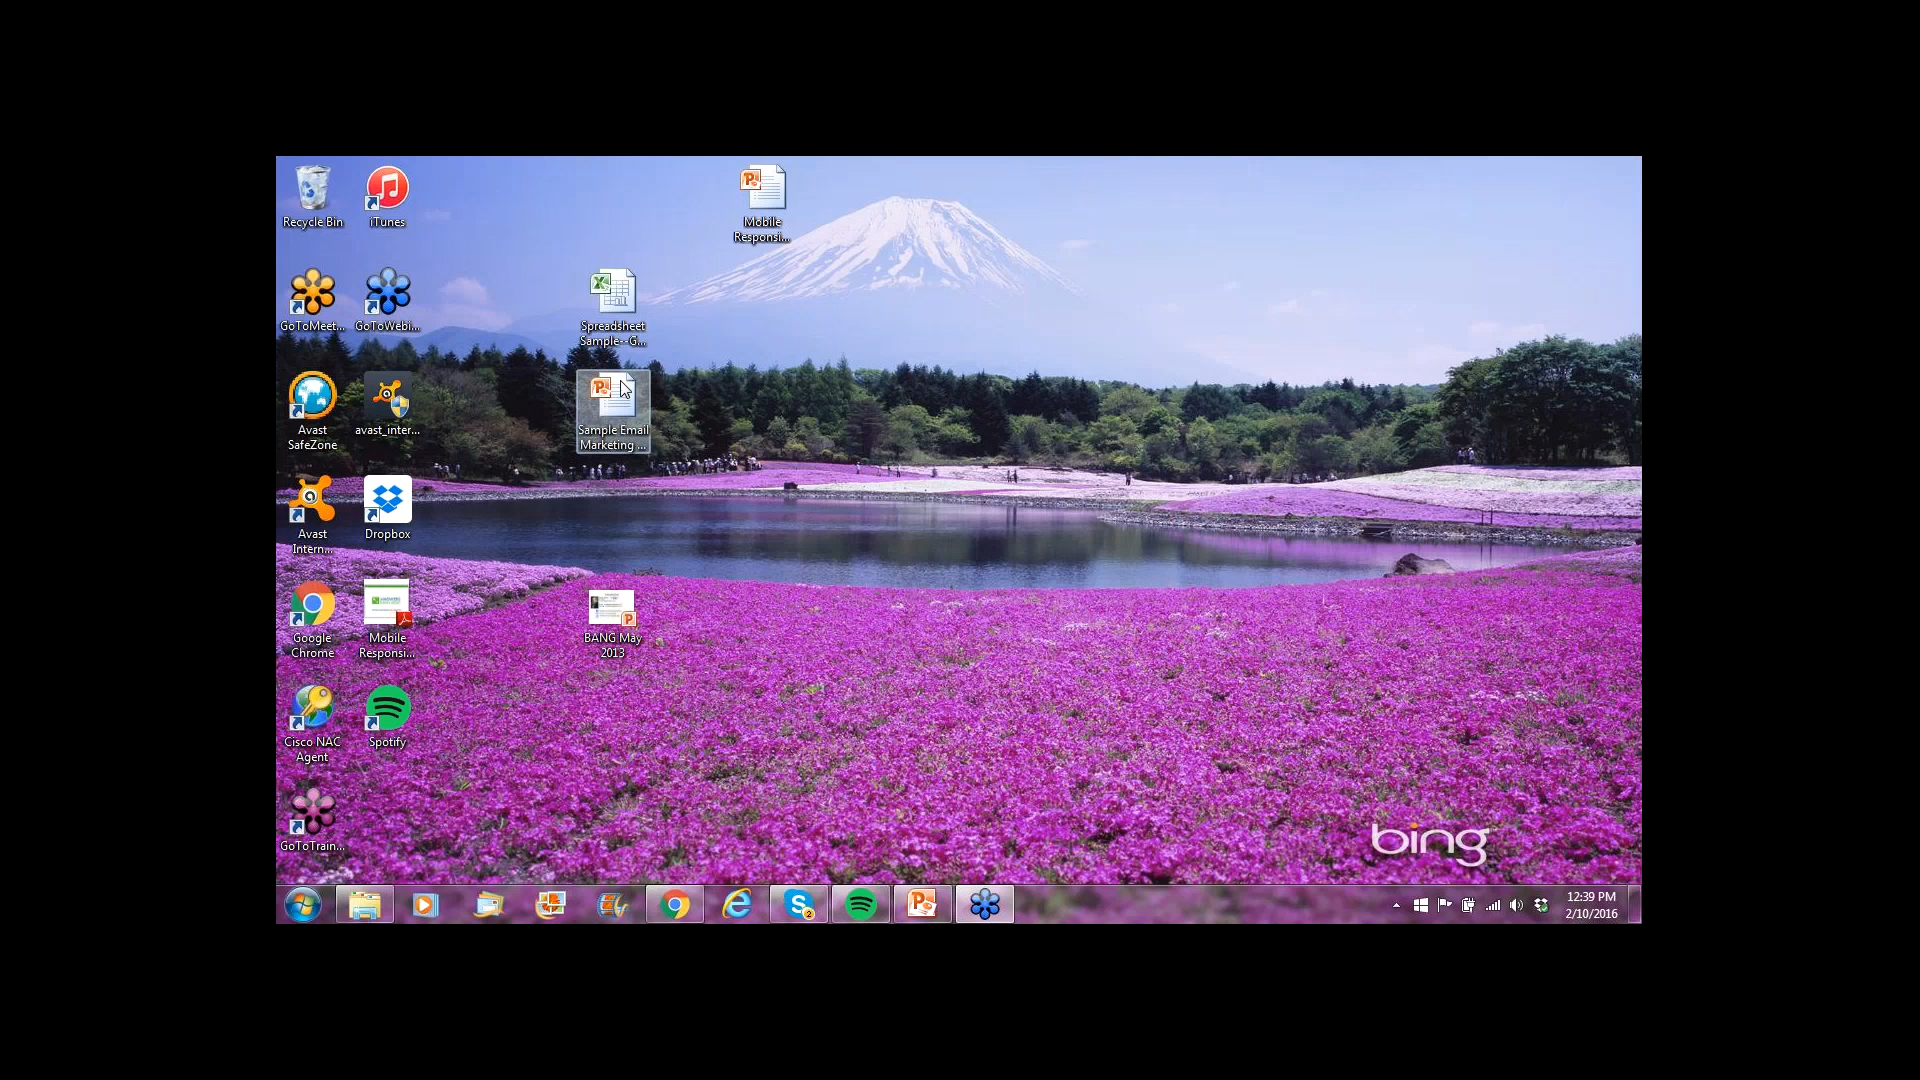 Recycle Bin
iTunes
Mobile
Responsi...
GoToMeet...
GoToWebi...
Spreadsheet
Sample--G...
Avast
SafeZone
avast_inter...
Sample Email
Marketing ...
Avast
Intern...
Dropbox
Google
Chrome
Mobile
Responsi...
BANG May
2013
Cisco NAC
Agent
Spotify
GoToTrain...
bing
12:39 PM
2/10/2016